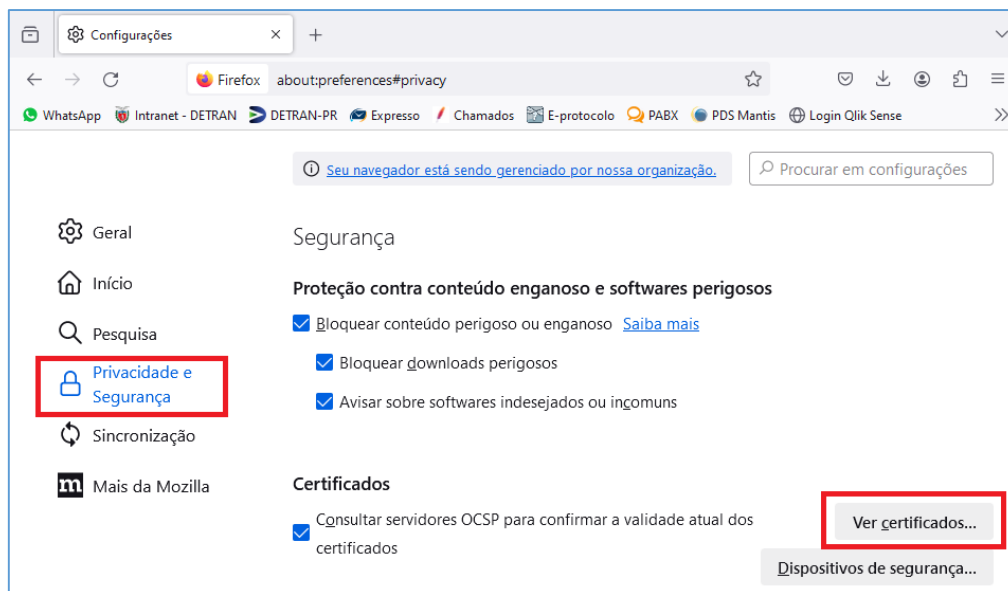 Configurações
Firefox about:preferences#privacy
WhatsApp Intranet - DETRAN DETRAN-PR Expresso Chamados E-protocolo PABX PDS Mantis Login Qlik Sense
Seu navegador está sendo gerenciado por nossa organização.
Procurar em configurações
Geral
Início
Pesquisa
Privacidade e
Segurança
Sincronização
Mais da Mozilla
Segurança
Proteção contra conteúdo enganoso e softwares perigosos
Bloquear conteúdo perigoso ou enganoso Saiba mais
Bloquear downloads perigosos
Avisar sobre softwares indesejados ou incomuns
Certificados
Consultar servidores OCSP para confirmar a validade atual dos
certificados
Ver certificados...
Dispositivos de segurança...